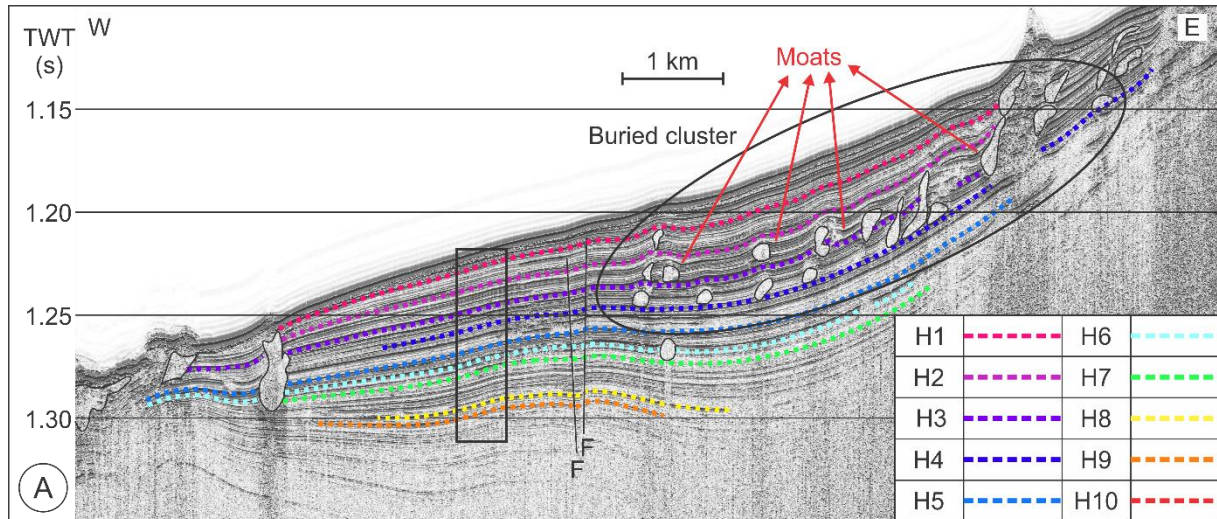 W
E
TWT
(s)
1 km
Moats
Buried cluster
1.15
1.20
1.25
1.30
F
F
A
H1 H6
H2 H7
H3 H8
H4 H9
H5 H10